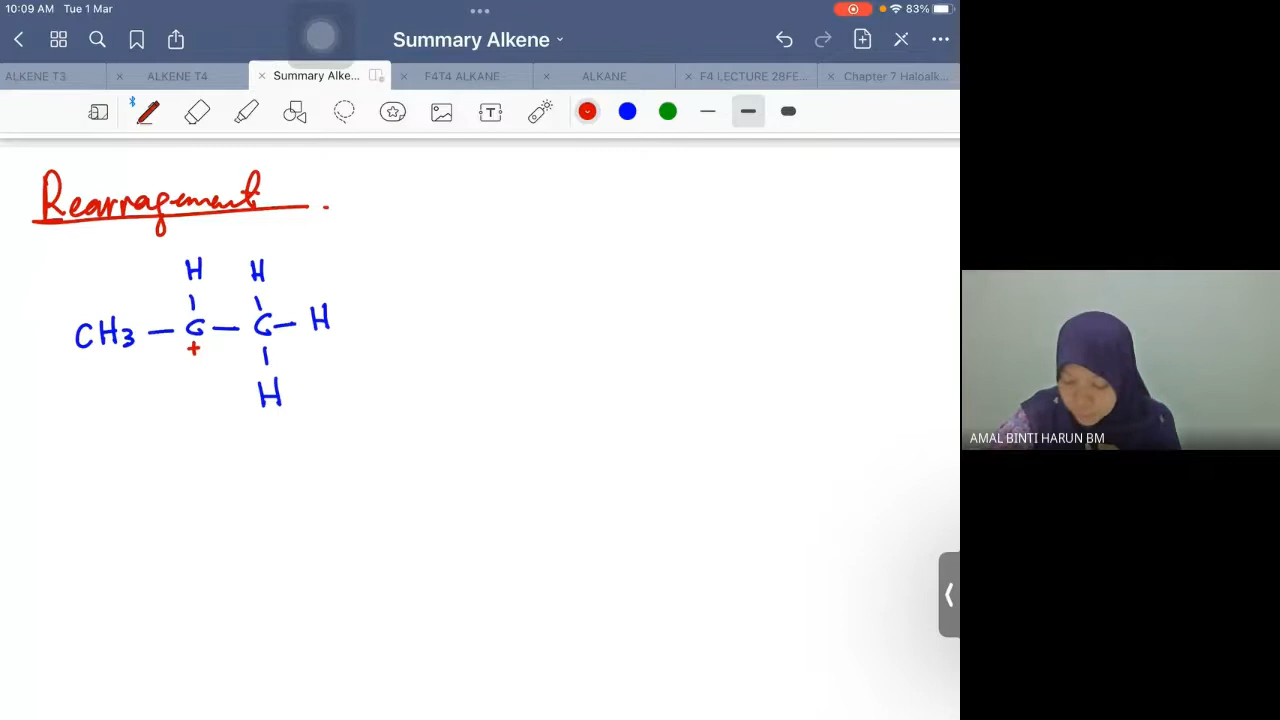 10:09 AM Tue 1 Mar
83%
Summary Alkene
ALKENE T3
ALKENE T4
Summary Alke...
F4T4 ALKANE
ALKANE
F4 LECTURE 28FE...
Chapter 7 Haloalk...
T
Rearragement .
H H
CH3 — C — C — H
+
H
AMAL BINTI HARUN BM